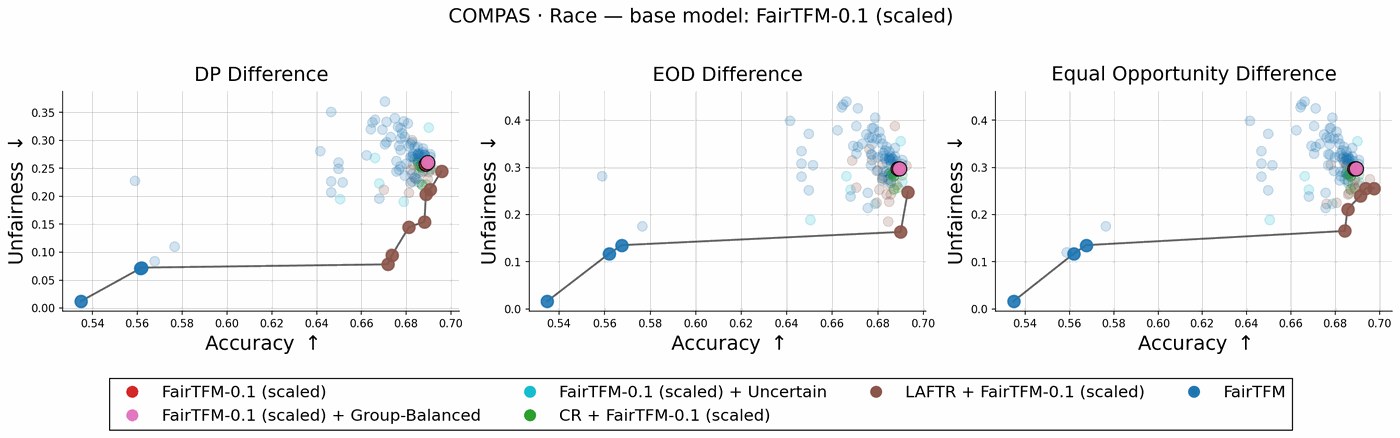 COMPAS · Race — base model: FairTFM-0.1 (scaled)
DP Difference
Unfairness ↓
0.35
0.30
0.25
0.20
0.15
0.10
0.05
0.00
0.54 0.56 0.58 0.60 0.62 0.64 0.66 0.68 0.70
Accuracy ↑
EOD Difference
Unfairness ↓
0.4
0.3
0.2
0.1
0.0
0.54 0.56 0.58 0.60 0.62 0.64 0.66 0.68 0.70
Accuracy ↑
Equal Opportunity Difference
Unfairness ↓
0.4
0.3
0.2
0.1
0.0
0.54 0.56 0.58 0.60 0.62 0.64 0.66 0.68 0.70
Accuracy ↑
FairTFM-0.1 (scaled)
FairTFM-0.1 (scaled) + Group-Balanced
FairTFM-0.1 (scaled) + Uncertain
CR + FairTFM-0.1 (scaled)
LAFTR + FairTFM-0.1 (scaled)
FairTFM